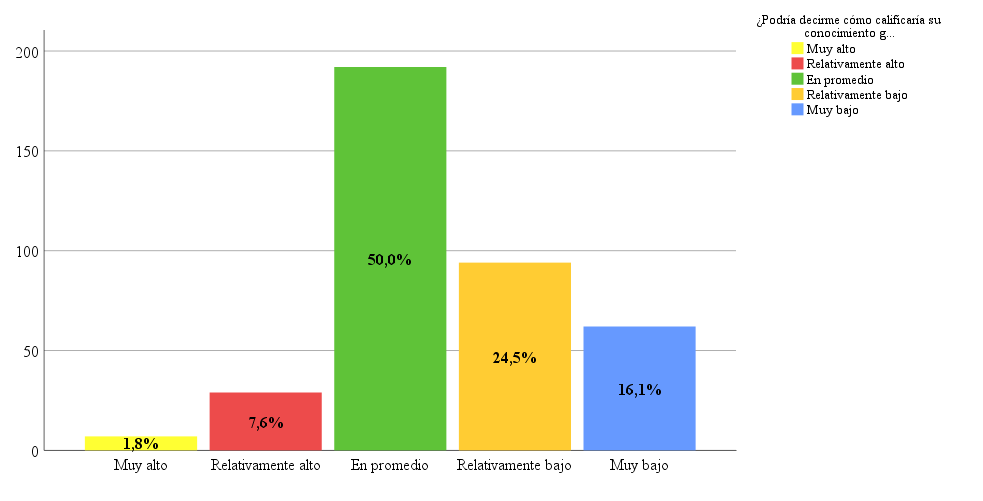 ¿Podría decirme cómo calificaría su
conocimiento g...
Muy alto
Relativamente alto
En promedio
Relativamente bajo
Muy bajo
200
150
100
50
0
1,8%
7,6%
50,0%
24,5%
16,1%
Muy alto
Relativamente alto
En promedio
Relativamente bajo
Muy bajo